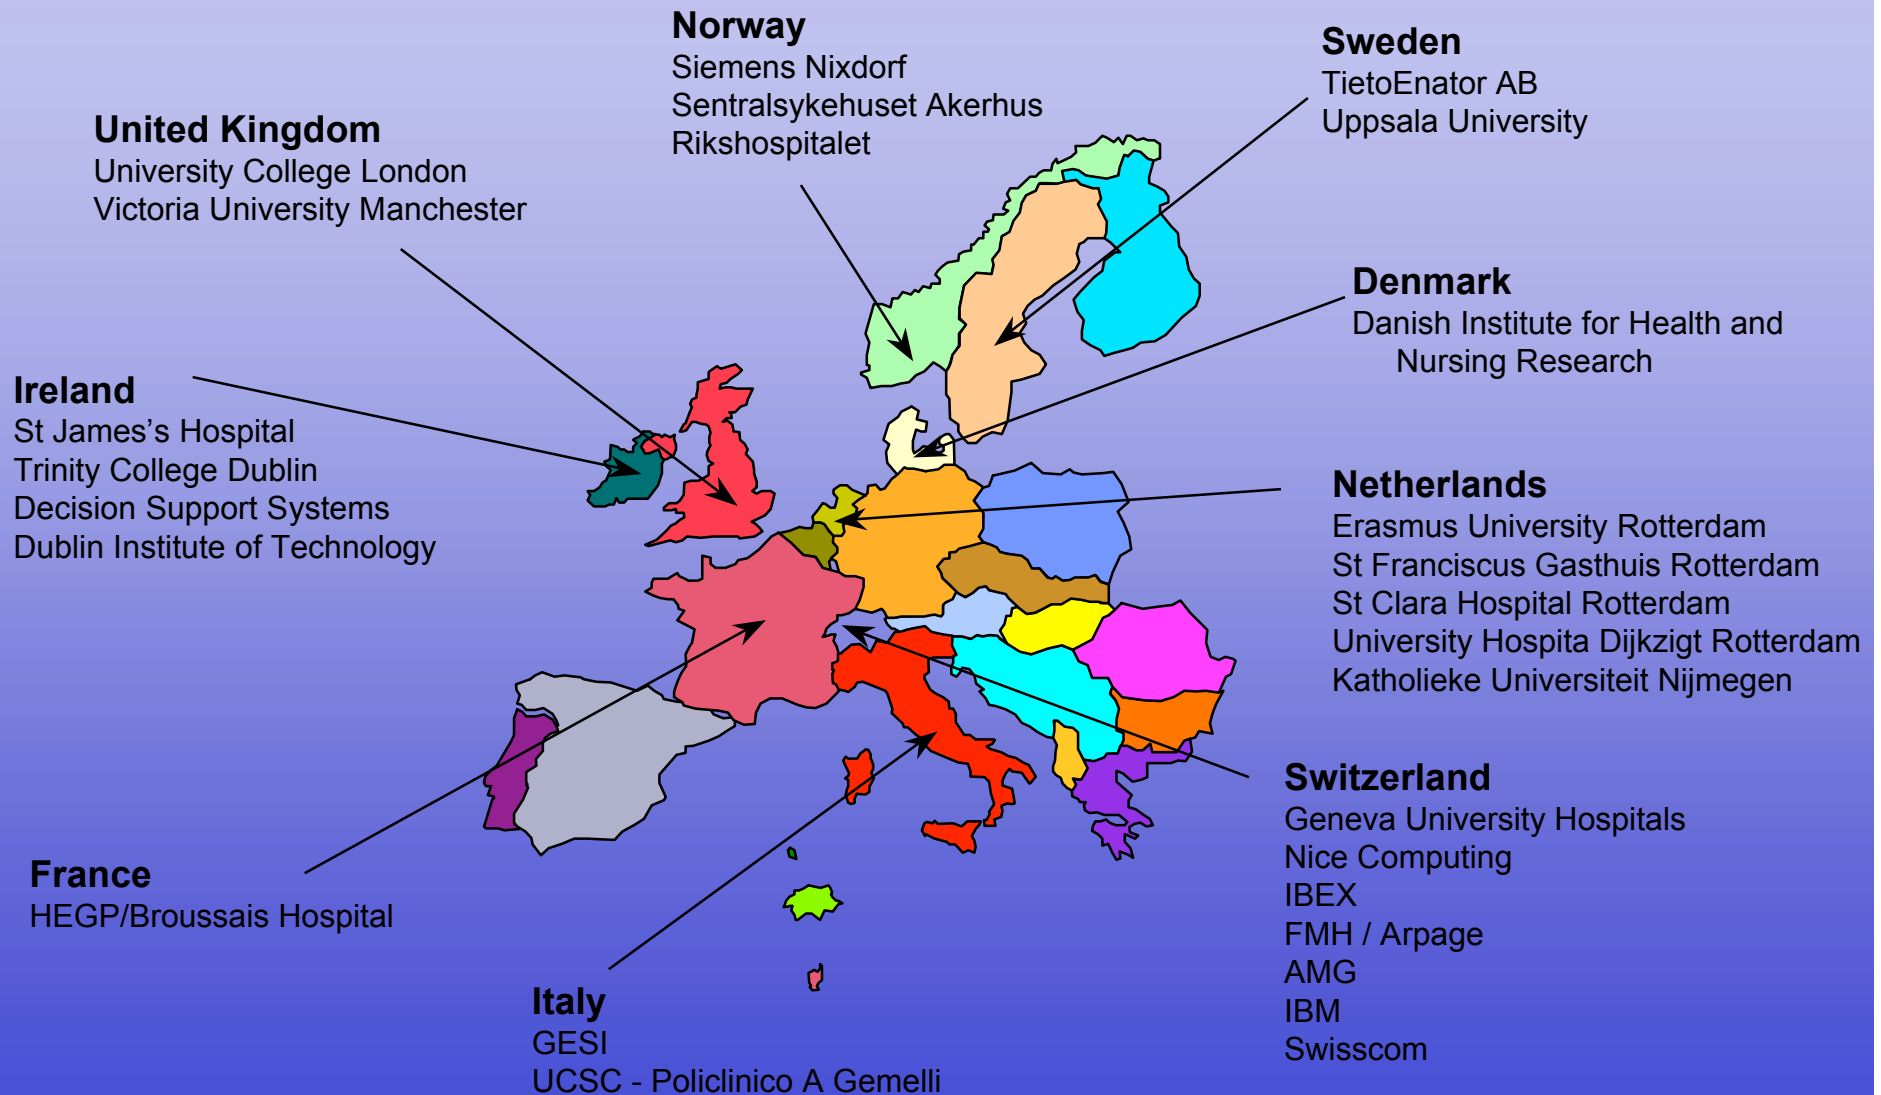 Norway
Siemens Nixdorf
Sentralsykehuset Akerhus
Rikshospitalet
Sweden
TietoEnator AB
Uppsala University
United Kingdom
University College London
Victoria University Manchester
Denmark
Danish Institute for Health and
Nursing Research
Ireland
St James’s Hospital
Trinity College Dublin
Decision Support Systems
Dublin Institute of Technology
Netherlands
Erasmus University Rotterdam
St Franciscus Gasthuis Rotterdam
St Clara Hospital Rotterdam
University Hospita Dijkzigt Rotterdam
Katholieke Universiteit Nijmegen
Switzerland
Geneva University Hospitals
Nice Computing
IBEX
FMH / Arpage
AMG
IBM
Swisscom
France
HEGP/Broussais Hospital
Italy
GESI
UCSC - Policlinico A Gemelli